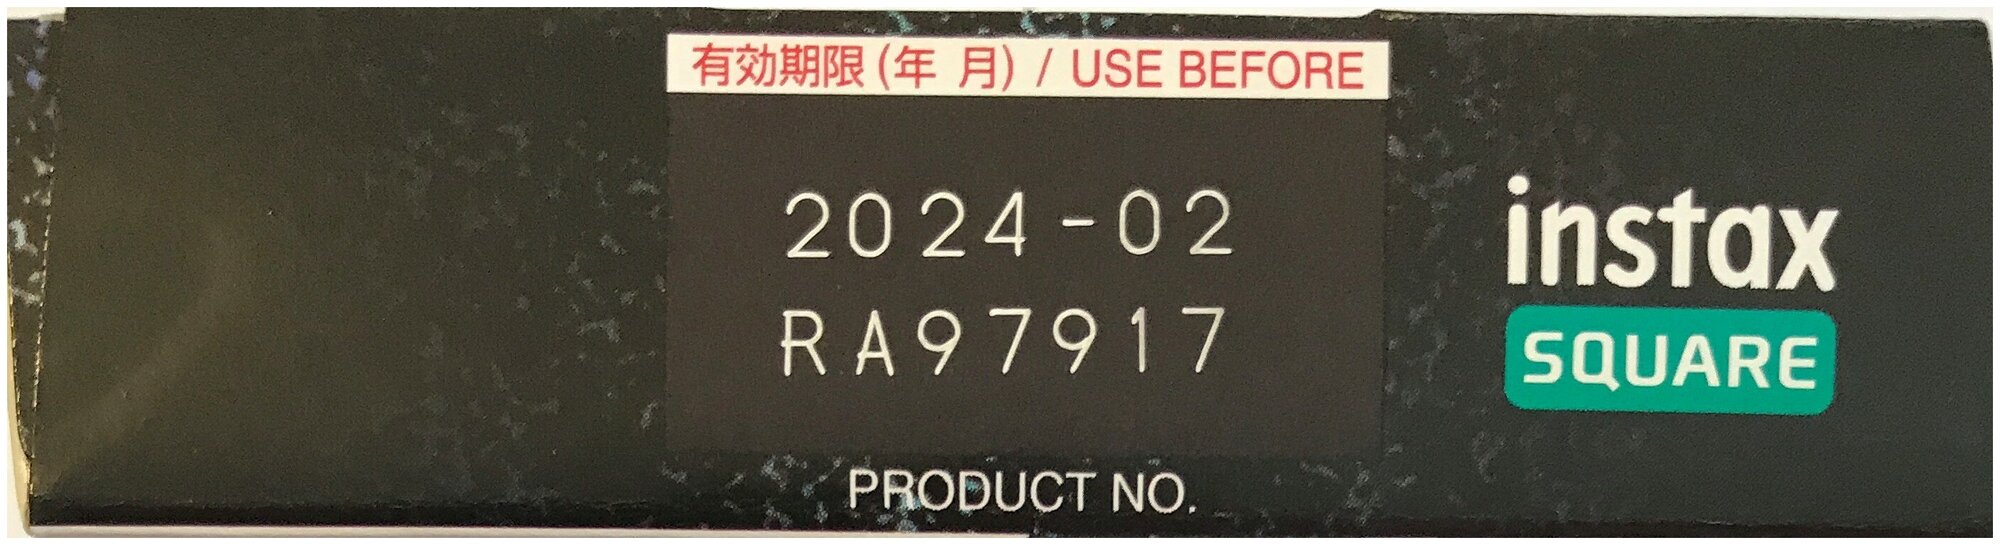 有効期限 (年 月) / USE BEFORE
2024-02
RA97917
PRODUCT NO.
instax
SQUARE